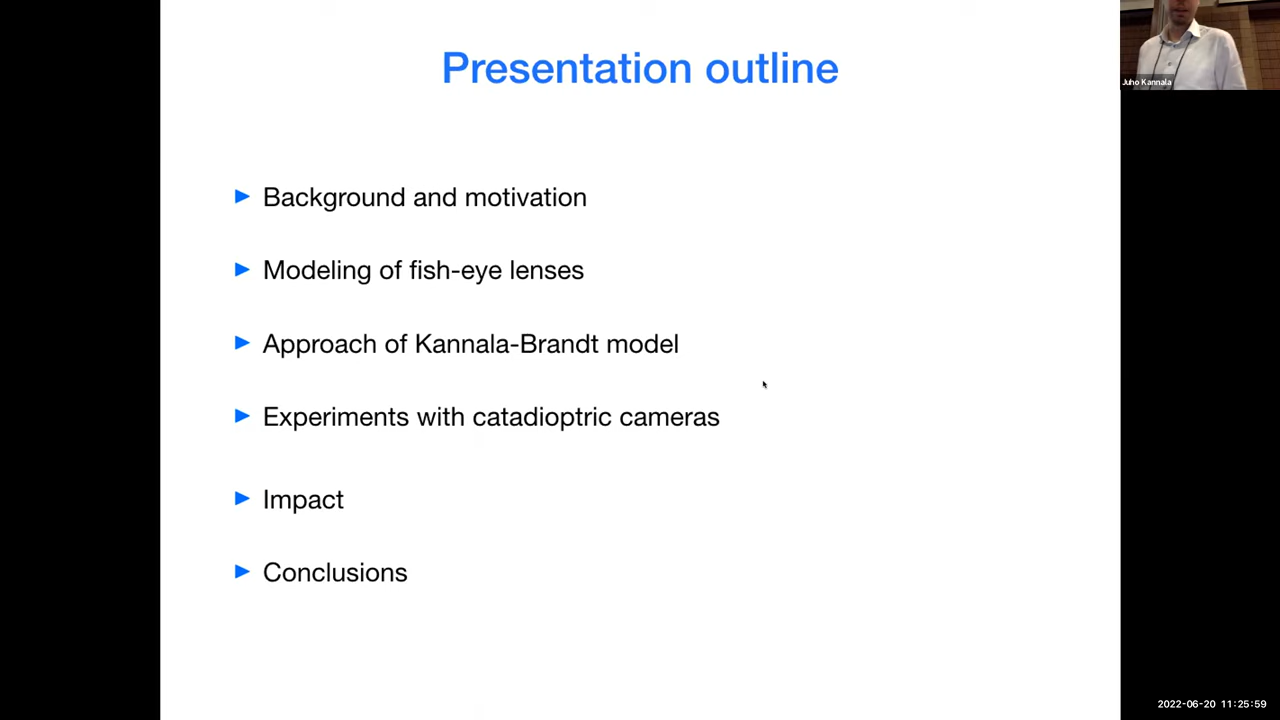 Presentation outline
Juho Kannala
Background and motivation
Modeling of fish-eye lenses
Approach of Kannala-Brandt model
Experiments with catadioptric cameras
Impact
Conclusions
2022-06-20 11:25:59